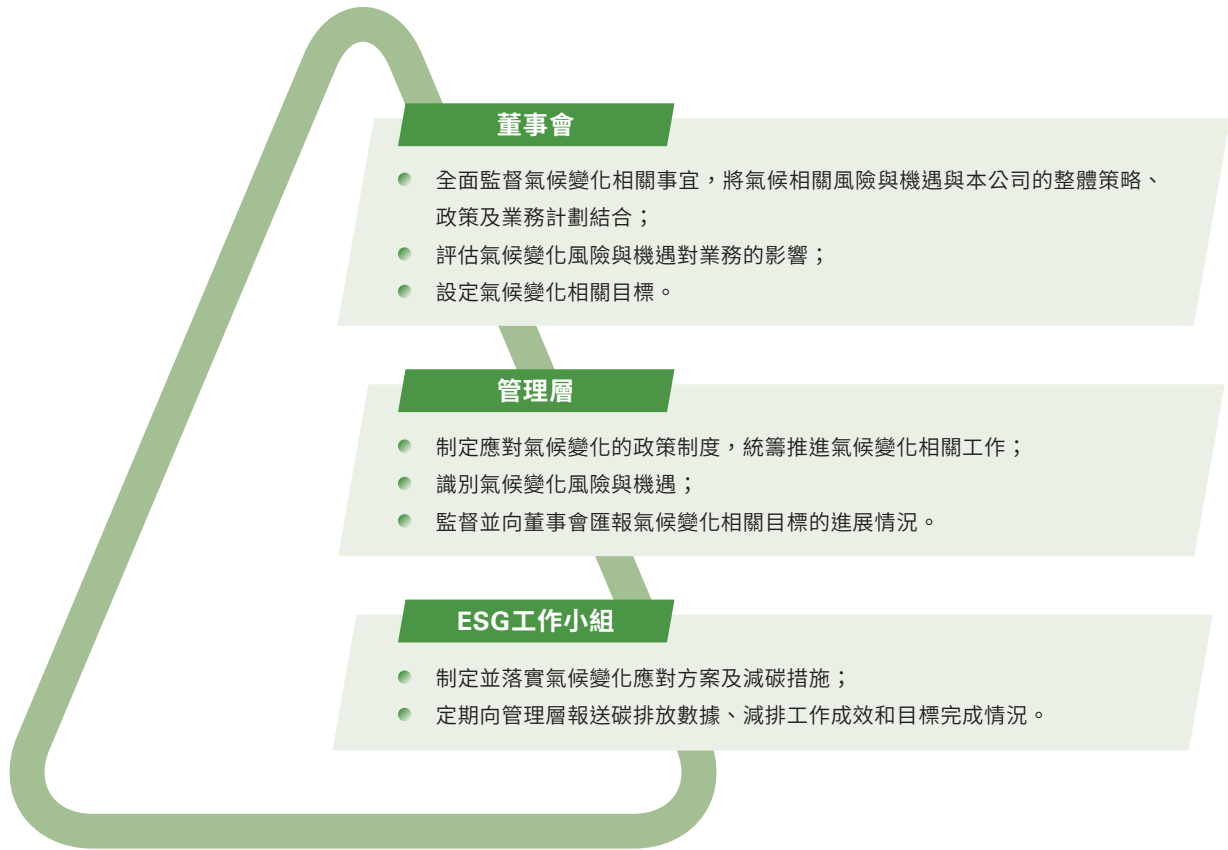 董事會
全面監督氣候變化相關事宜，將氣候相關風險與機遇與本公司的整體策略、
政策及業務計劃結合；
評估氣候變化風險與機遇對業務的影響；
設定氣候變化相關目標。
管理層
制定應對氣候變化的政策制度，統籌推進氣候變化相關工作；
識別氣候變化風險與機遇；
監督並向董事會匯報氣候變化相關目標的進展情況。
ESG工作小組
制定並落實氣候變化應對方案及減碳措施；
定期向管理層報送碳排放數據、減排工作成效和目標完成情況。